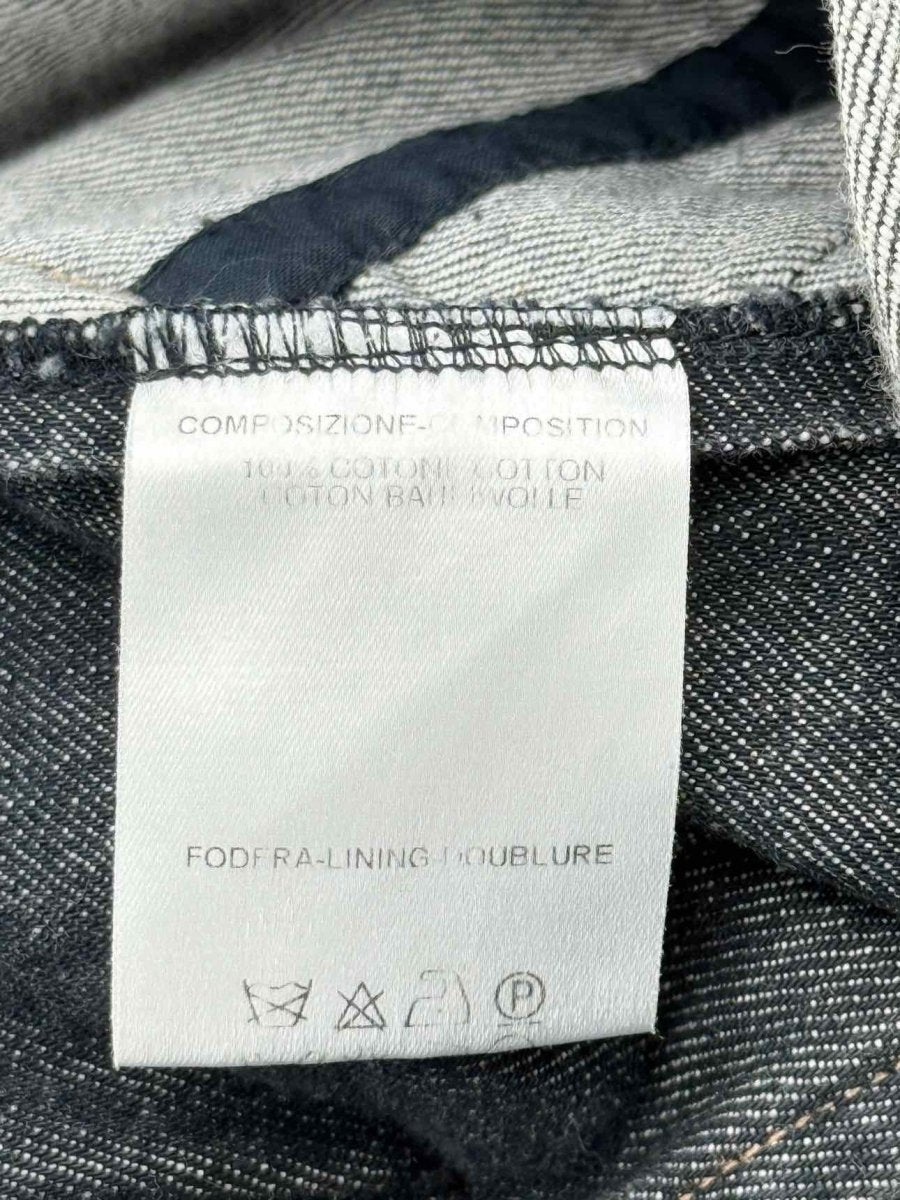 COMPOSIZIONE-COMPOSITION
100% COTONE COTTON
COTON BAUMWOLLE
FODERA-LINING-DOUBLURE
P